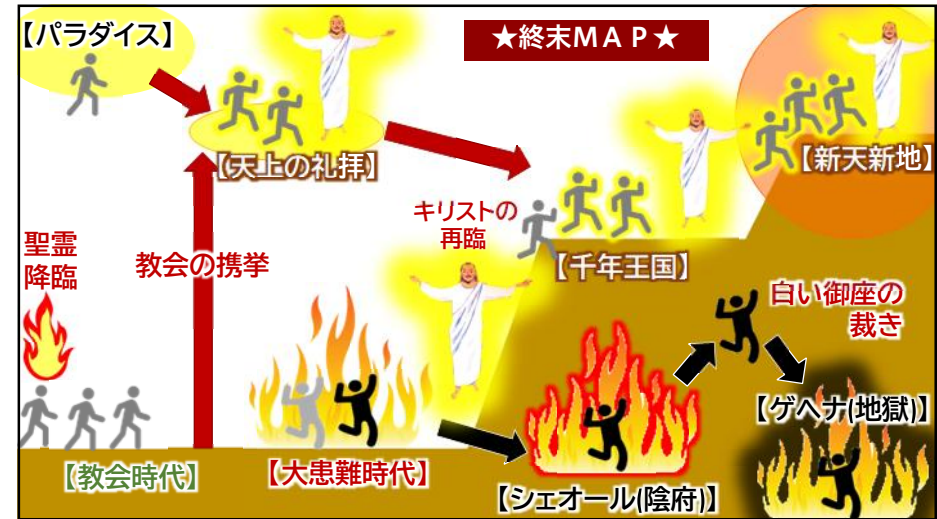 【パラダイス】
★終末ＭＡＰ★
【天上の礼拝】
【新天新地】
聖霊
降臨
教会の携挙
キリストの
再臨
【千年王国】
白い御座の
裁き
【ゲヘナ(地獄)】
【教会時代】
【大患難時代】
【シェオール(陰府)】